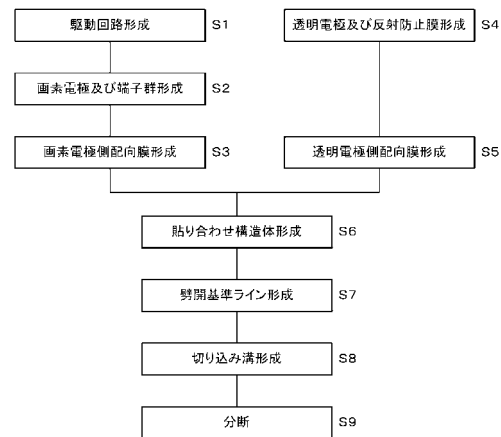 駆動回路形成 S1
透明電極及び反射防止膜形成 S4
画素電極及び端子群形成 S2
画素電極側配向膜形成 S3
透明電極側配向膜形成 S5
貼り合わせ構造体形成 S6
劈開基準ライン形成 S7
切り込み溝形成 S8
分断 S9